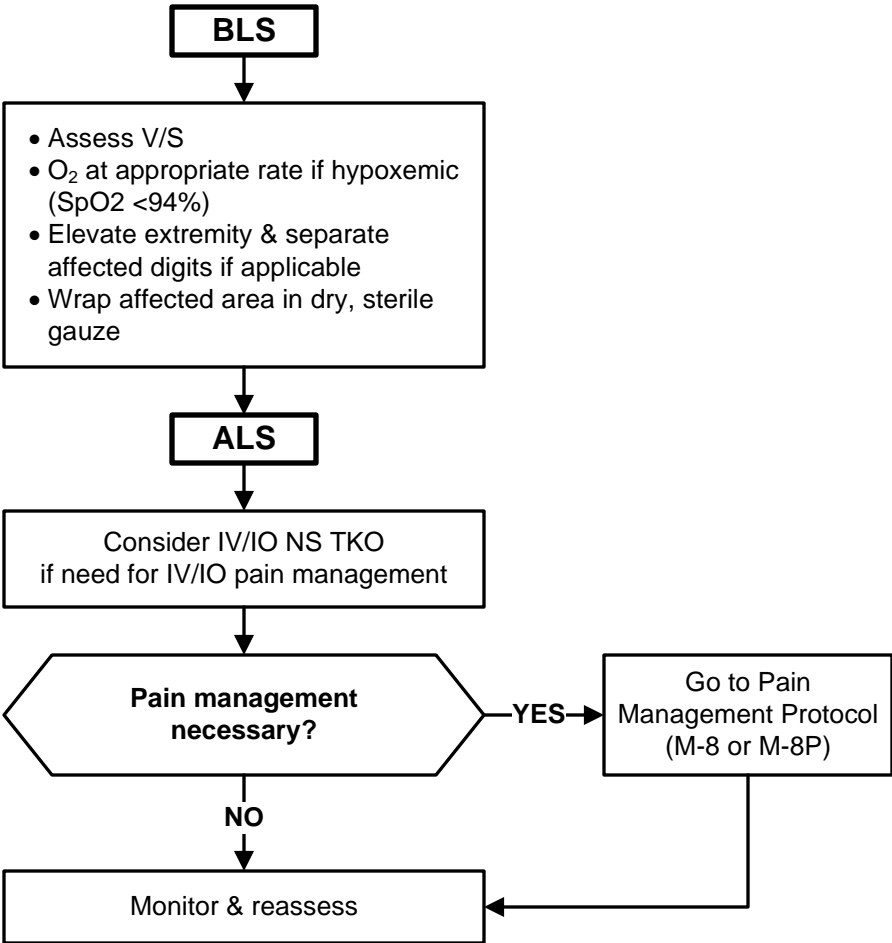 BLS
• Assess V/S
• O₂ at appropriate rate if hypoxemic
(SpO2 <94%)
• Elevate extremity & separate
affected digits if applicable
• Wrap affected area in dry, sterile
gauze
ALS
Consider IV/IO NS TKO
if need for IV/IO pain management
Pain management
necessary?
YES
Go to Pain
Management Protocol
(M-8 or M-8P)
NO
Monitor & reassess